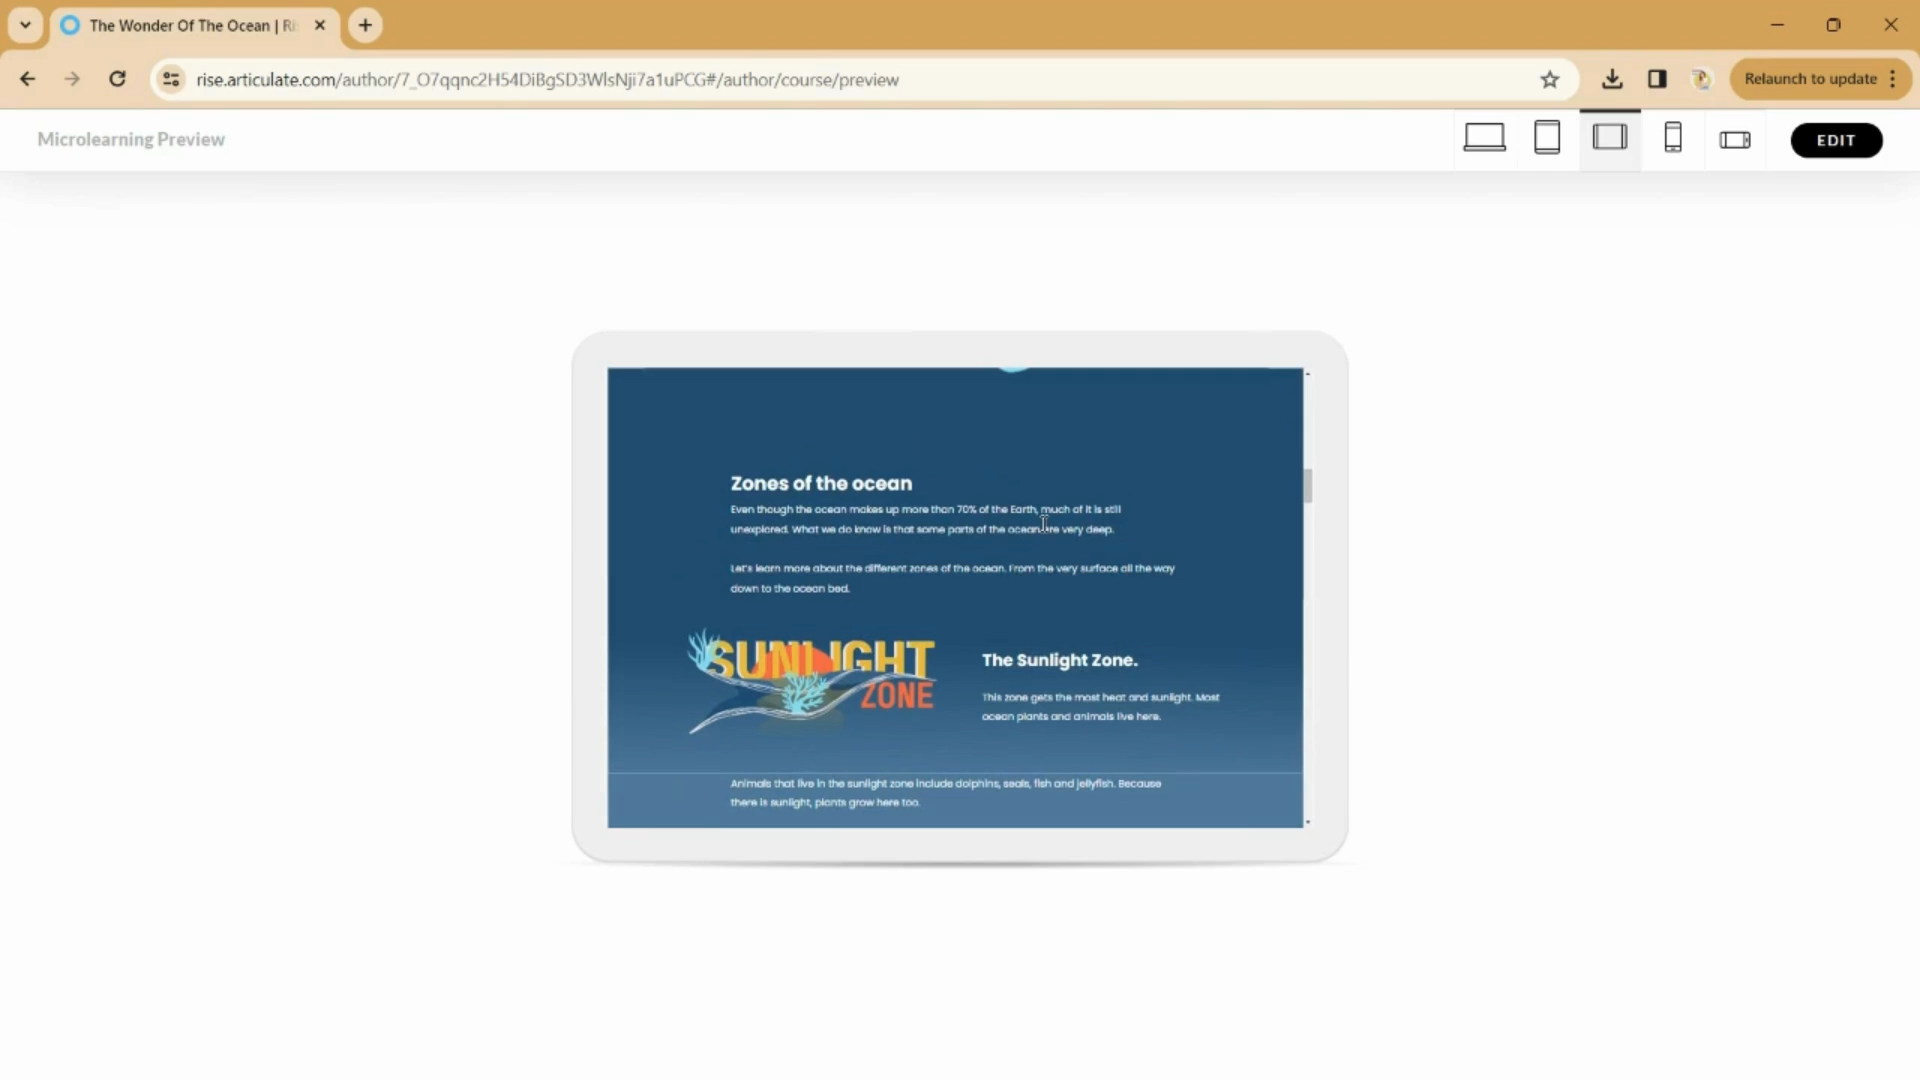 The Wonder Of The Ocean | Ri
rise.articulate.com/author/7_O7qqnc2H54DiBgSD3WlsNji7a1uPCG#/author/course/preview
Relaunch to update
Microlearning Preview
EDIT
Zones of the ocean
Even though the ocean makes up more than 70% of the Earth, much of it is still
unexplored. What we do know is that some parts of the ocean are very deep.
Let's learn more about the different zones of the ocean. From the very surface all the way
down to the ocean bed.
SUNLIGHT
ZONE
The Sunlight Zone.
This zone gets the most heat and sunlight. Most
ocean plants and animals live here.
Animals that live in the sunlight zone include dolphins, seals, fish and jellyfish. Because
there is sunlight, plants grow here too.